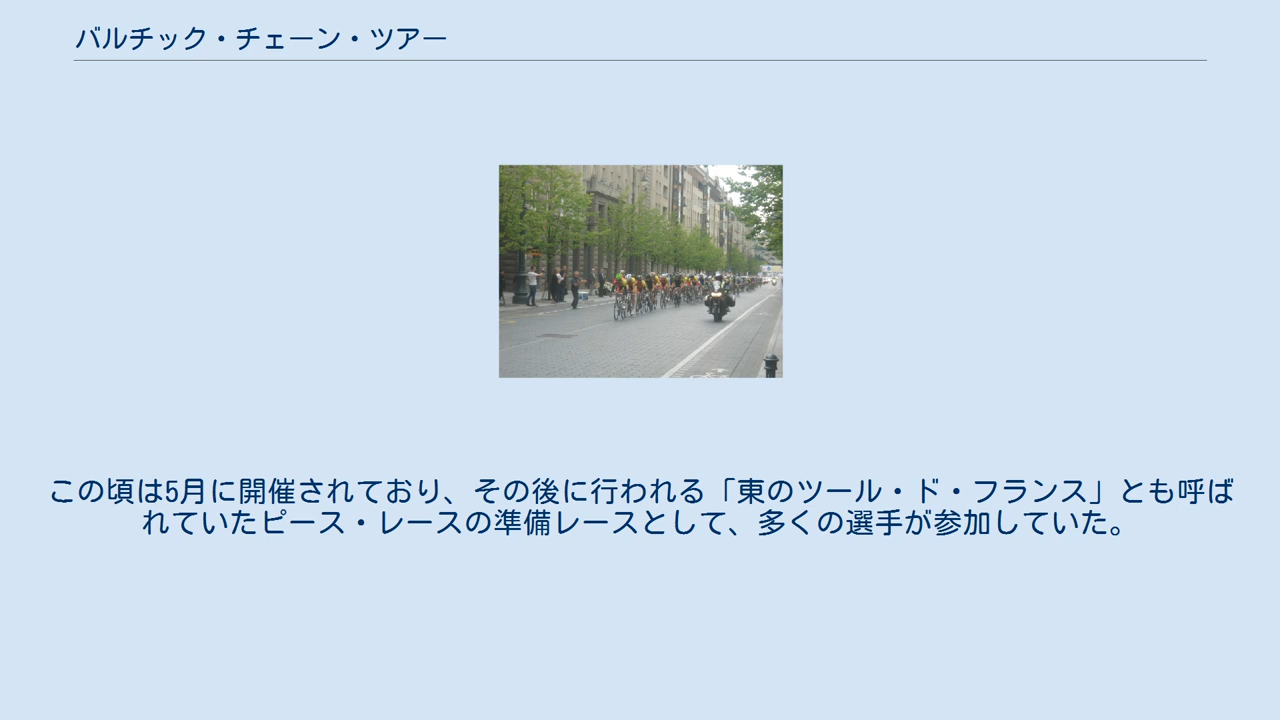 バルチック・チェーン・ツアー
この頃は5月に開催されており、その後に行われる「東のツール・ド・フランス」とも呼ば
れていたピース・レースの準備レースとして、多くの選手が参加していた。